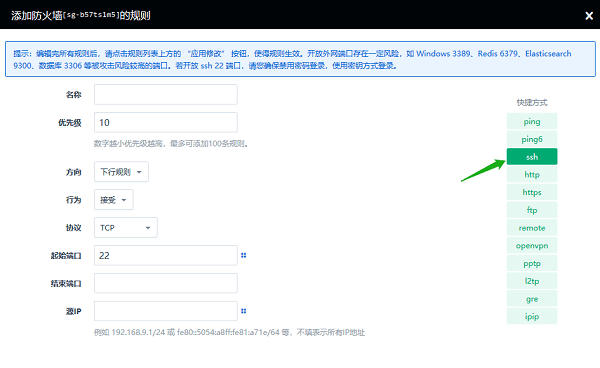 添加防火墙[sg-b57ts1m5]的规则
×
提示：编辑完所有规则后，请点击规则列表上方的 “应用修改” 按钮，使得规则生效。开放外网端口存在一定风险，如 Windows 3389、Redis 6379、Elasticsearch
9300、数据库 3306 等被攻击风险较高的端口。若开放 ssh 22 端口，请您确保禁用密码登录，使用密钥方式登录。
名称
优先级 10
数字越小优先级越高，最多可添加100条规则。
方向 下行规则
行为 接受
协议 TCP
起始端口 22
结束端口
源IP
例如 192.168.9.1/24 或 fe80::5054:a8ff:fe81:a71e/64 等，不填表示所有IP地址
快捷方式
ping
ping6
ssh
http
https
ftp
remote
openvpn
pptp
l2tp
gre
ipip